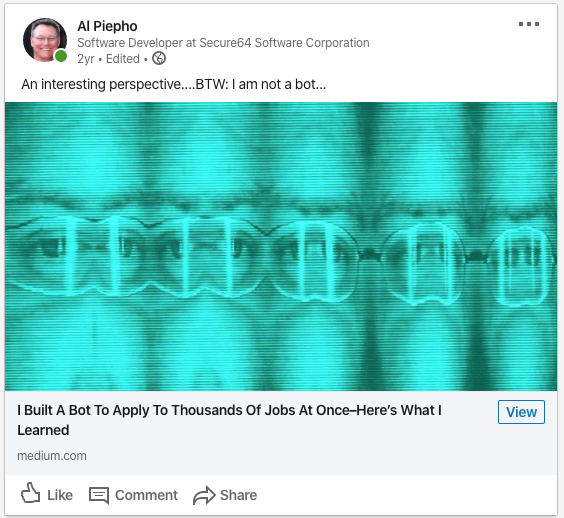 Al Piepho
Software Developer at Secure64 Software Corporation
2yr • Edited •
An interesting perspective....BTW: I am not a bot...
I Built A Bot To Apply To Thousands Of Jobs At Once–Here's What I
Learned
View
medium.com
Like
Comment
Share